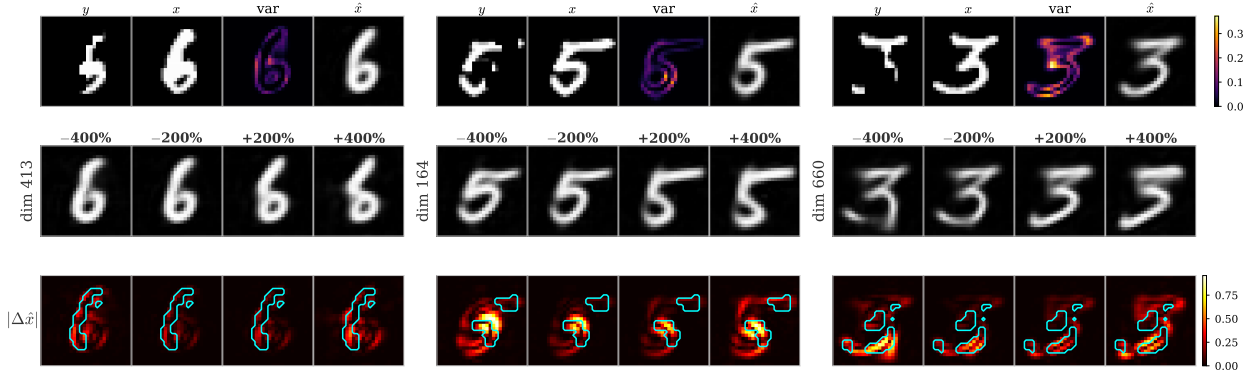 y x var x̂ y x var x̂ y x var x̂
0.3
0.2
0.1
0.0
−400% −200% +200% +400% −400% −200% +200% +400% −400% −200% +200% +400%
dim 413 dim 164 dim 660
|Δx̂|
0.75
0.50
0.25
0.00